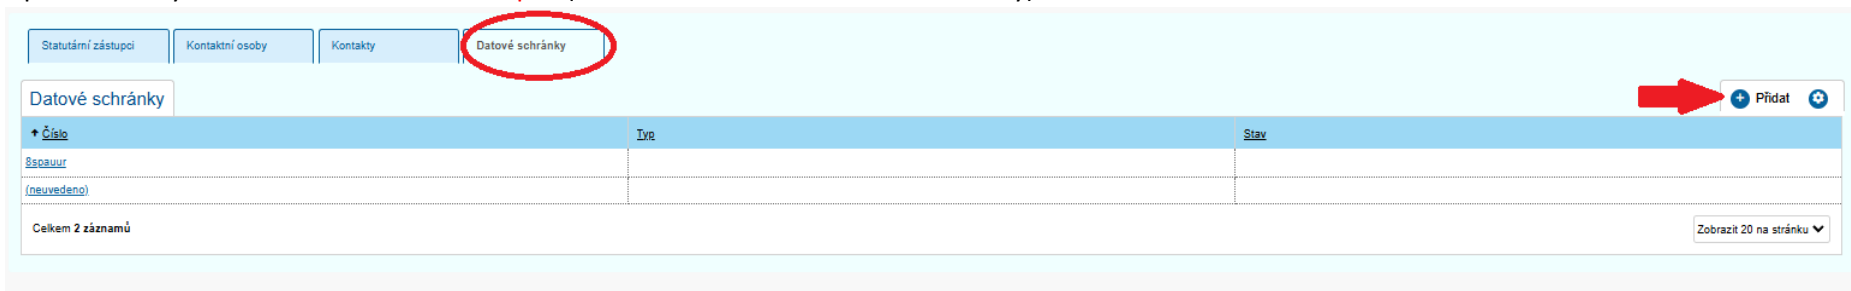 Statutární zástupci Kontaktní osoby Kontakty Datové schránky
Datové schránky Přidat
Číslo Typ Stav
8spauur
(neuvedeno)
Celkem 2 záznamů Zobrazit 20 na stránku